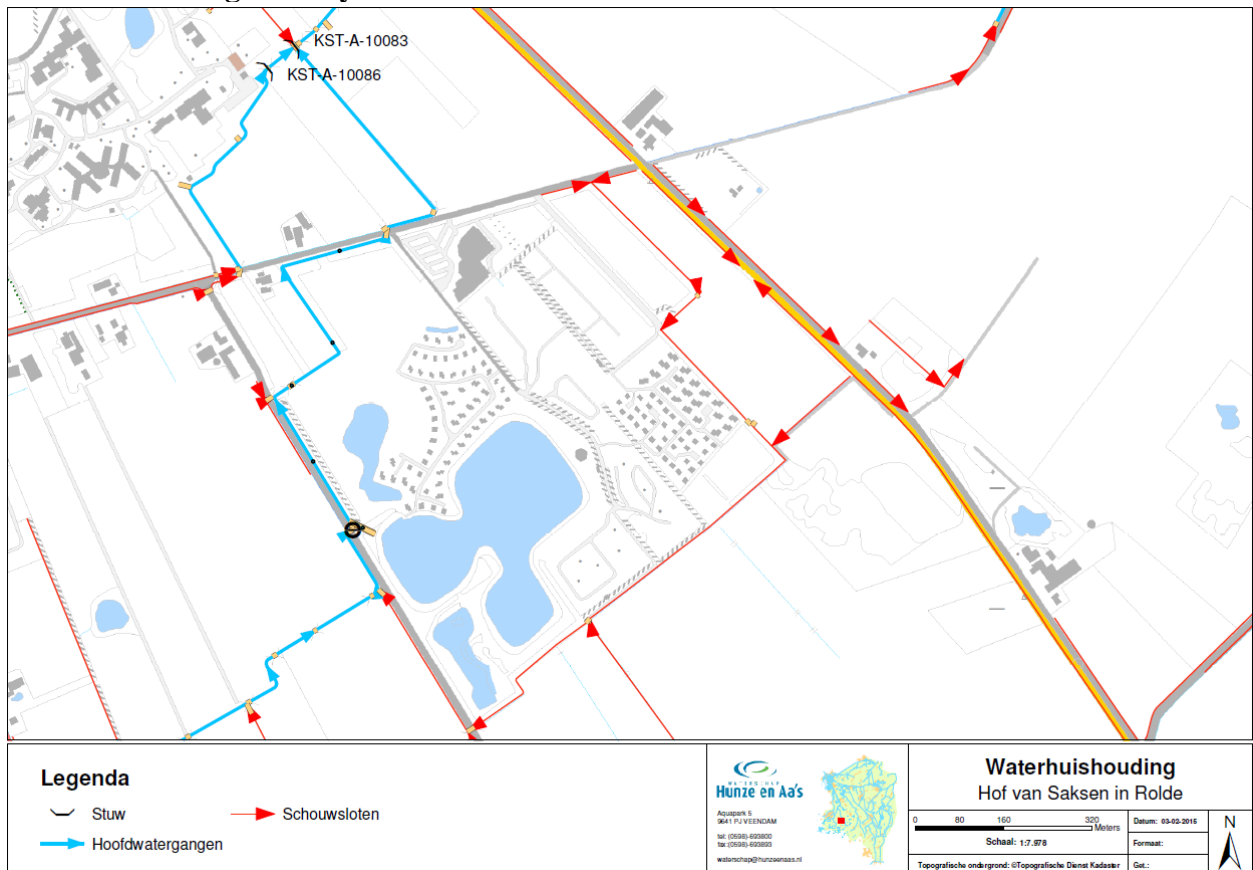 KST-A-10083
KST-A-10086
Legenda
Stuw
Schouwsloten
Hoofdwatergangen
WATERSCHAP
Hunze en Aa's
Aquapark 5
9641 PJ VEENDAM
tel: (0598)-693800
fax:(0598)-693893
waterschap@hunzeenaas.nl
Waterhuishouding
Hof van Saksen in Rolde
0 80 160 320
Meters
Schaal: 1:7.978
Topografische ondergrond: ©Topografische Dienst Kadaster
Datum: 03-02-2015
Formaat:
Get.:
N